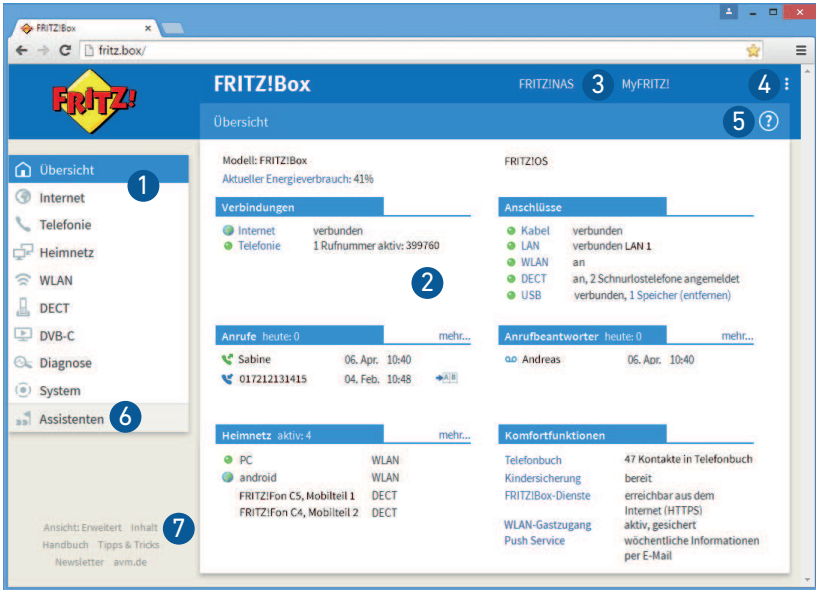 FRITZ!Box
fritz.box/
FRITZ!
FRITZ!Box
FRITZ!NAS 3 MyFRITZ! 4
Übersicht 5 ?
Übersicht
1
Internet
Telefonie
Heimnetz
WLAN
DECT
DVB-C
Diagnose
System
Assistenten 6
Ansicht: Erweitert Inhalt 7
Handbuch Tipps & Tricks
Newsletter avm.de
Modell: FRITZ!Box
Aktueller Energieverbrauch: 41%
FRITZ!OS
Verbindungen
Internet verbunden
Telefonie 1 Rufnummer aktiv: 399760
2
Anschlüsse
Kabel verbunden
LAN verbunden LAN 1
WLAN an
DECT an, 2 Schnurlostelefone angemeldet
USB verbunden, 1 Speicher (entfernen)
Anrufe heute: 0 mehr...
Sabine 06. Apr. 10:40
017212131415 04. Feb. 10:48 AB
Anrufbeantworter heute: 0 mehr...
Andreas 06. Apr. 10:40
Heimnetz aktiv: 4 mehr...
PC WLAN
android WLAN
FRITZ!Fon C5, Mobilteil 1 DECT
FRITZ!Fon C4, Mobilteil 2 DECT
Komfortfunktionen
Telefonbuch 47 Kontakte in Telefonbuch
Kindersicherung bereit
FRITZ!Box-Dienste erreichbar aus dem
Internet (HTTPS)
WLAN-Gastzugang aktiv, gesichert
Push Service wöchentliche Informationen
per E-Mail